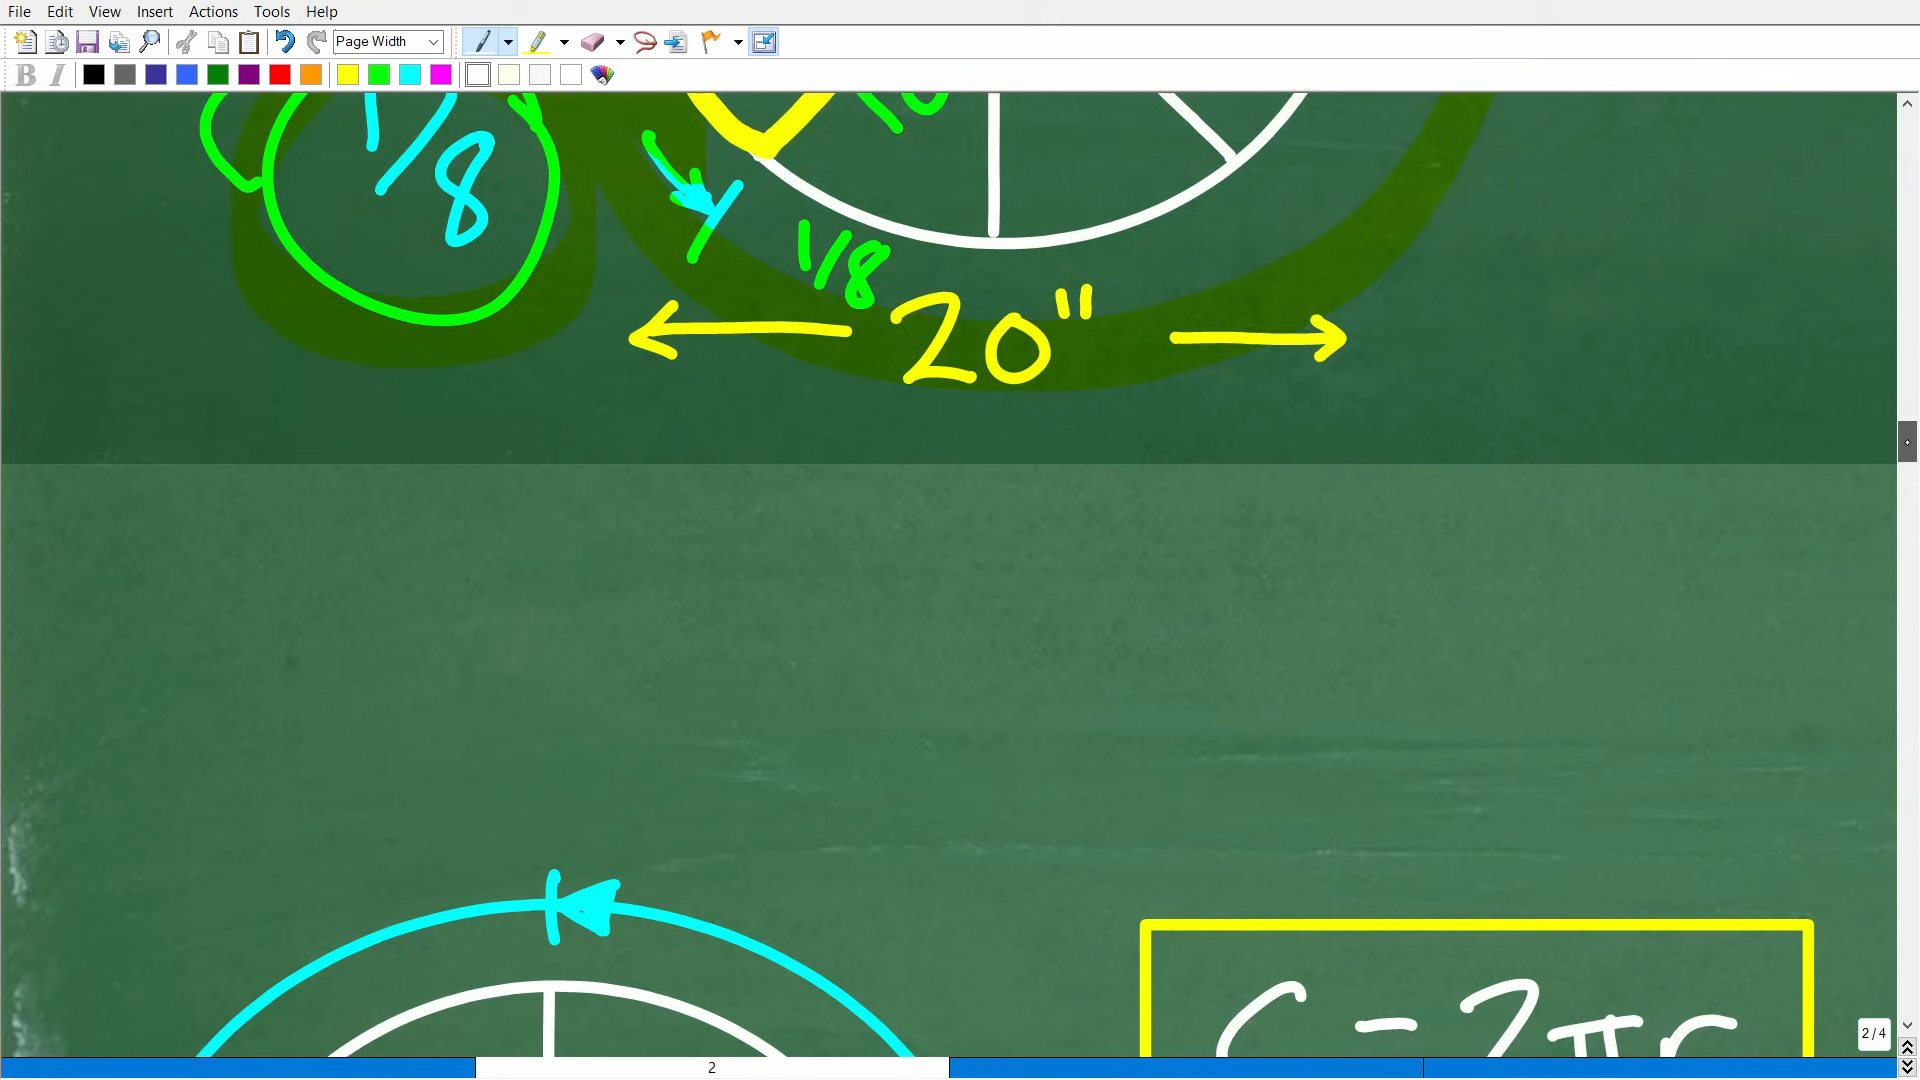 File Edit View Insert Actions Tools Help
Page Width
B I
1/8
1/8
20"
C = 2πr
2 / 4
2